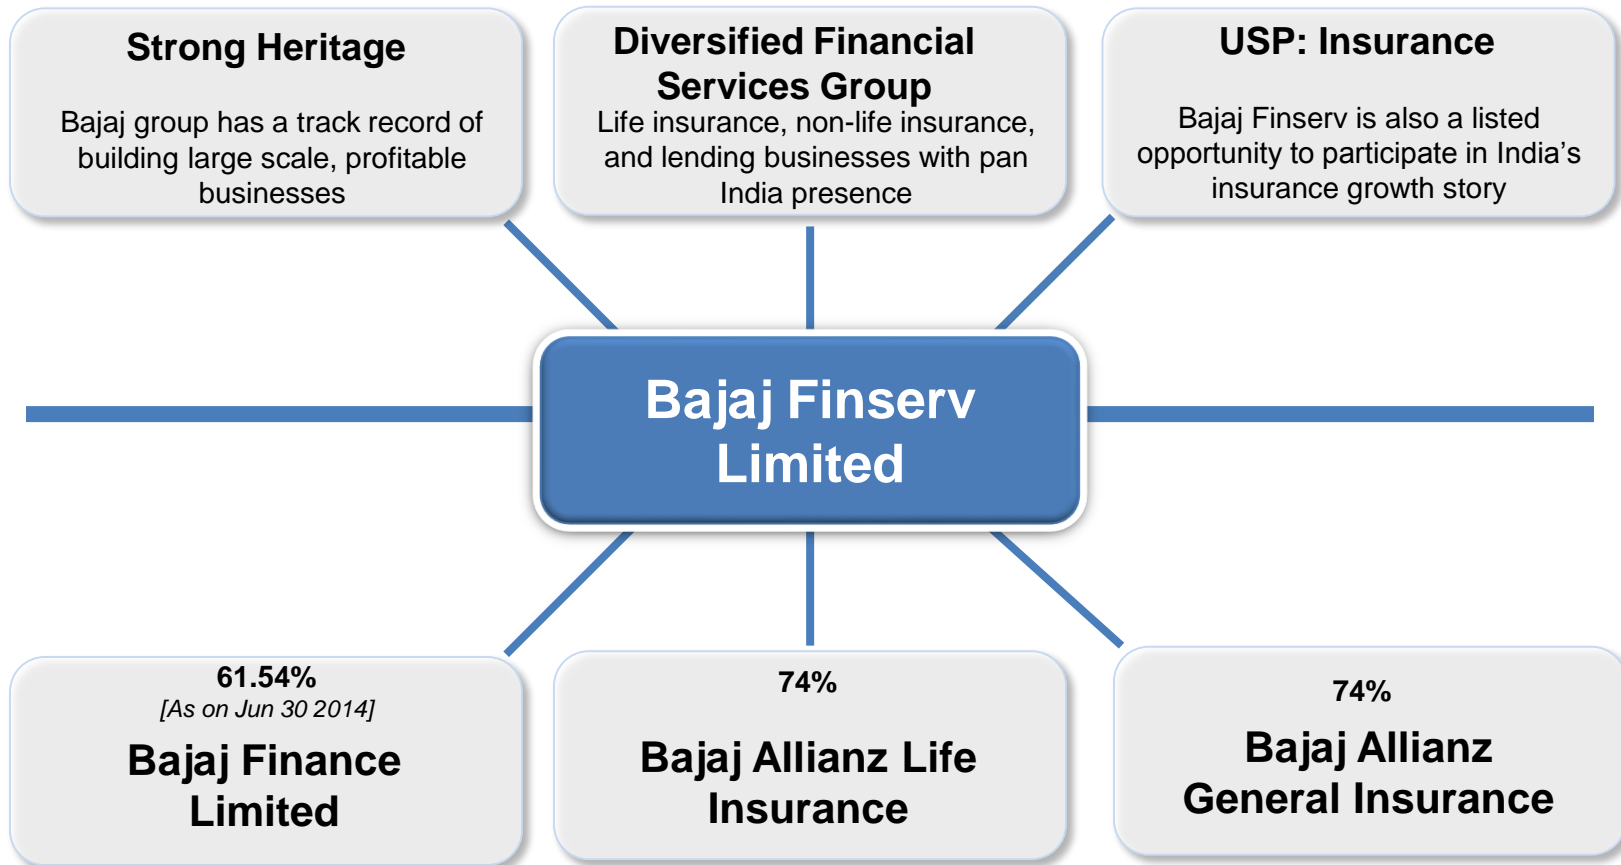 Strong Heritage
Bajaj group has a track record of
building large scale, profitable
businesses
Diversified Financial
Services Group
Life insurance, non-life insurance,
and lending businesses with pan
India presence
USP: Insurance
Bajaj Finserv is also a listed
opportunity to participate in India’s
insurance growth story
Bajaj Finserv
Limited
61.54%
[As on Jun 30 2014]
Bajaj Finance
Limited
74%
Bajaj Allianz Life
Insurance
74%
Bajaj Allianz
General Insurance